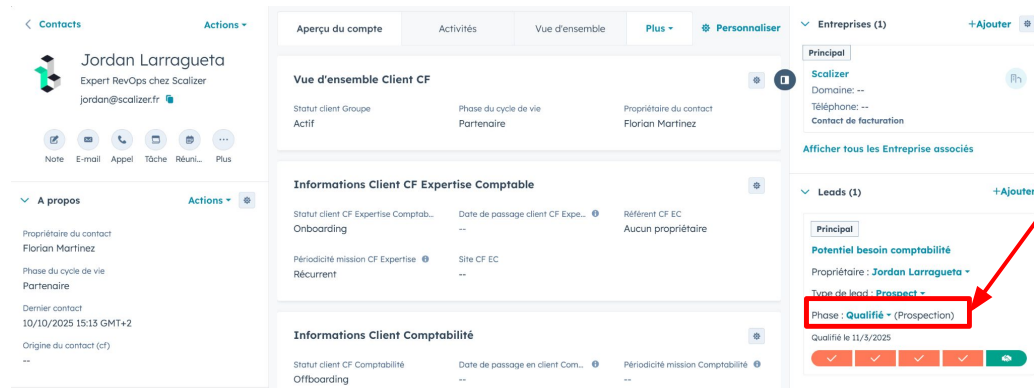 Contacts
Actions
Jordan Larragueta
Expert RevOps chez Scalizer
jordan@scalizer.fr
Note E-mail Appel Tâche Réuni... Plus
A propos
Actions
Propriétaire du contact
Florian Martinez
Phase du cycle de vie
Partenaire
Dernier contact
10/10/2025 15:13 GMT+2
Origine du contact (cf)
--
Aperçu du compte Activités Vue d'ensemble Plus Personnaliser
Vue d'ensemble Client CF
Statut client Groupe Phase du cycle de vie Propriétaire du contact
Actif Partenaire Florian Martinez
Informations Client CF Expertise Comptable
Statut client CF Expertise Comptab... Date de passage client CF Expe... Référent CF EC
Onboarding -- Aucun propriétaire
Périodicité mission CF Expertise Site CF EC
Récurrent --
Informations Client Comptabilité
Statut client CF Comptabilité Date de passage en client Com... Périodicité mission Comptabilité
Offboarding -- --
Entreprises (1) +Ajouter
Principal
Scalizer
Domaine: --
Téléphone: --
Contact de facturation
Afficher tous les Entreprise associés
Leads (1) +Ajouter
Principal
Potentiel besoin comptabilité
Propriétaire : Jordan Larragueta
Type de lead : Prospect
Phase : Qualifié (Prospection)
Qualifié le 11/3/2025